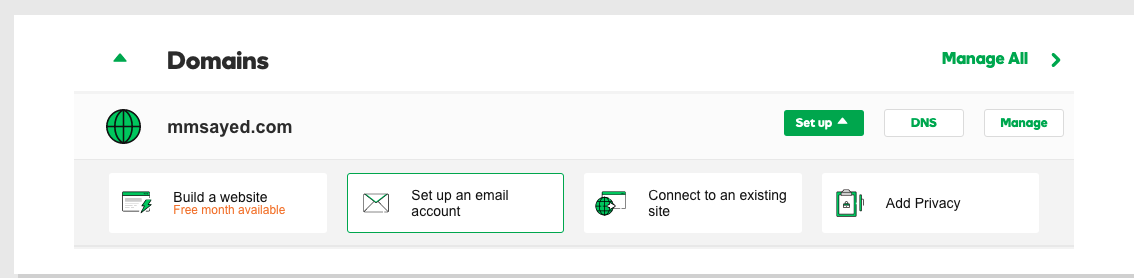 Domains
Manage All
mmsayed.com
Set up
DNS
Manage
Build a website
Free month available
Set up an email
account
Connect to an existing
site
Add Privacy